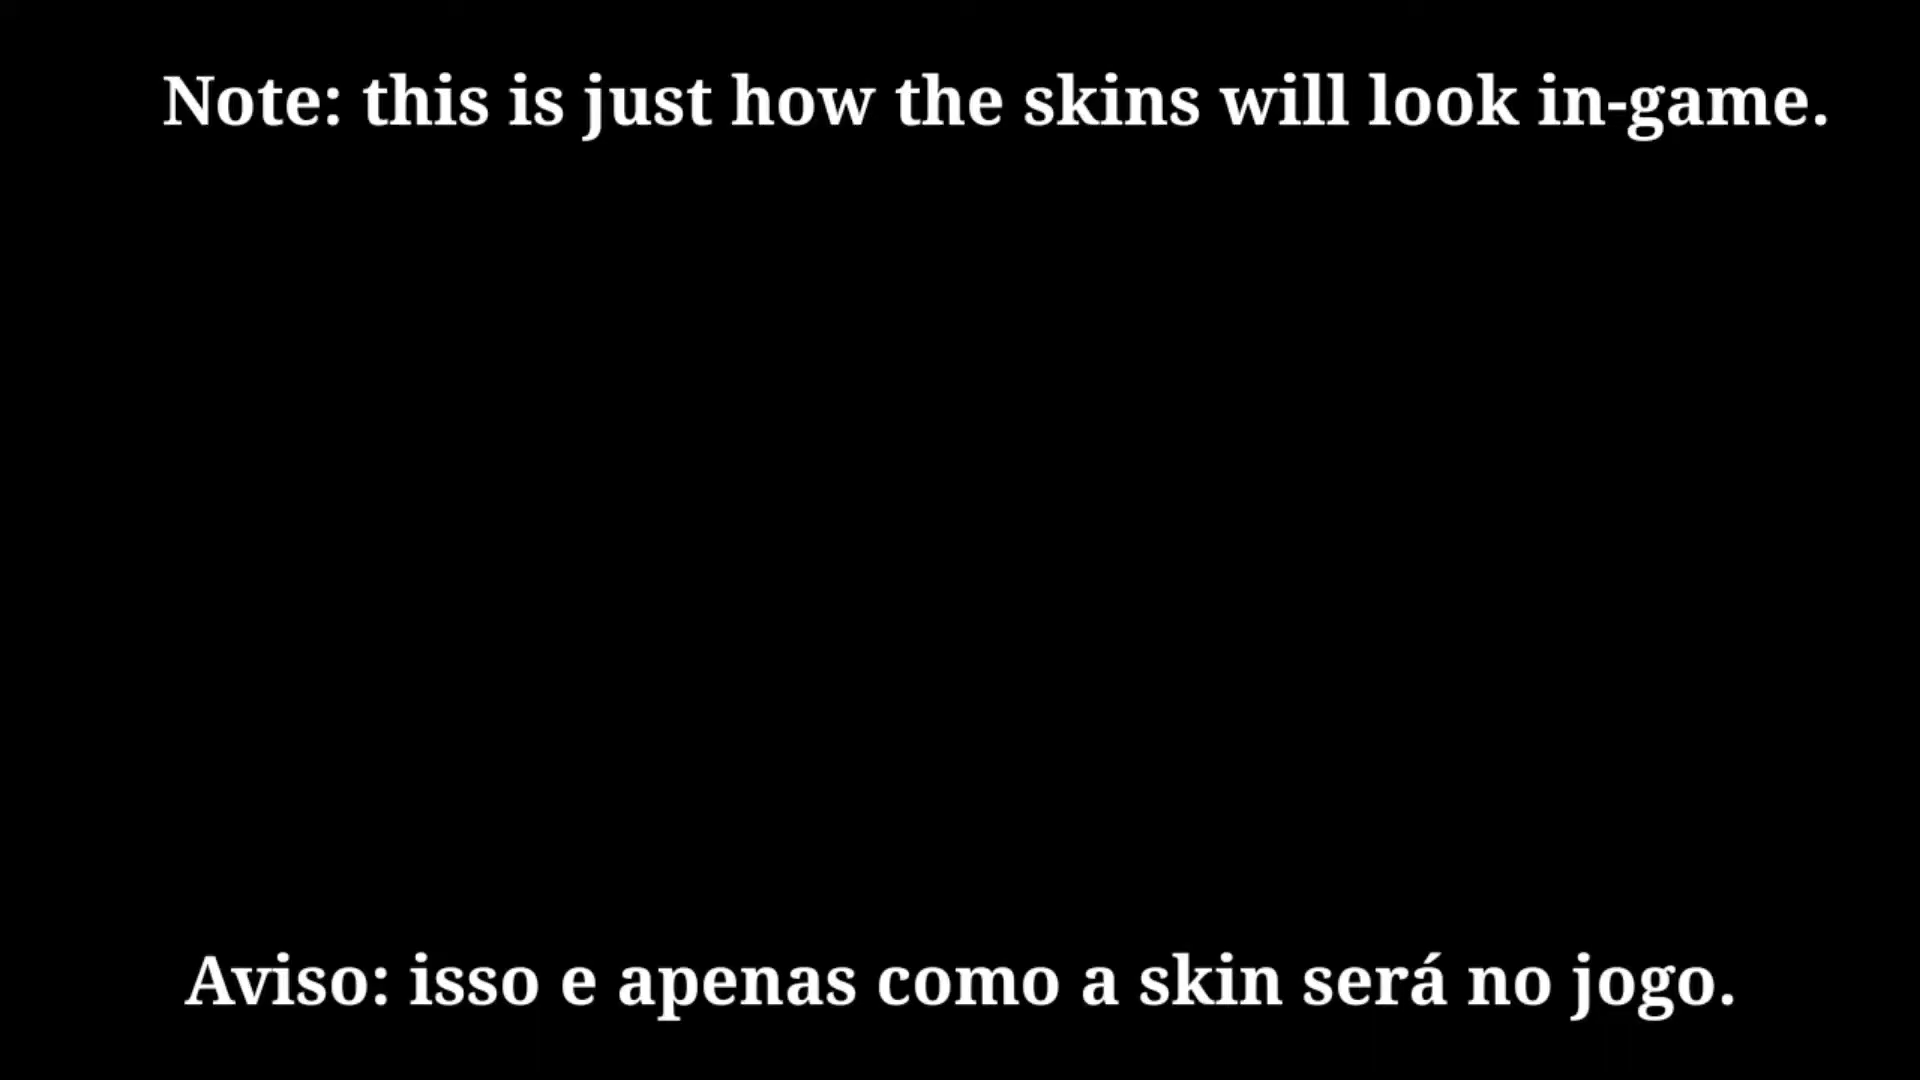 Note: this is just how the skins will look in-game.
Aviso: isso e apenas como a skin será no jogo.